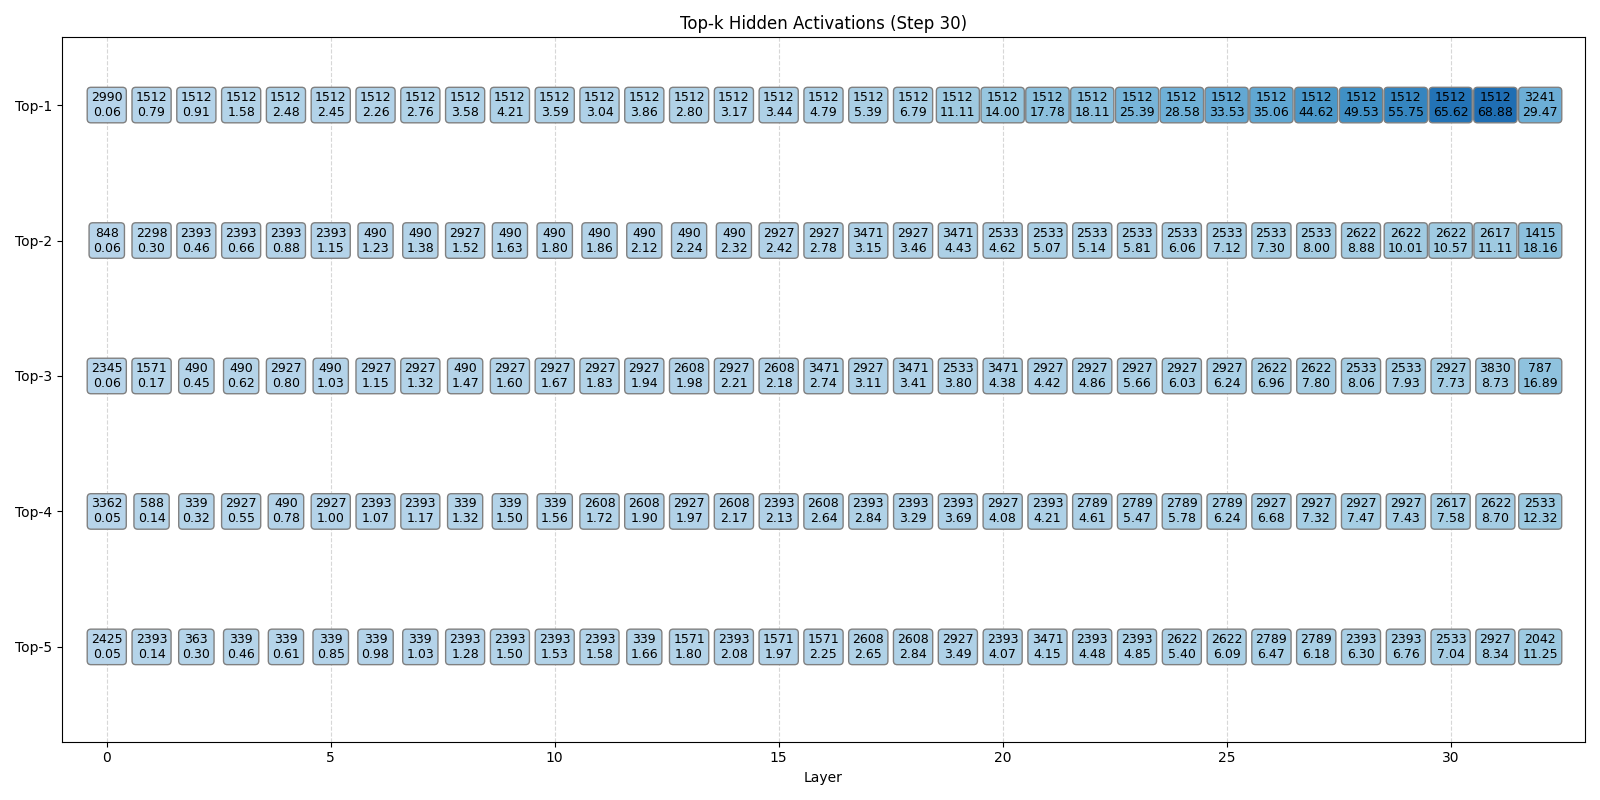 Top-k Hidden Activations (Step 30)
Top-1
2990 1512 1512 1512 1512 1512 1512 1512 1512 1512 1512 1512 1512 1512 1512 1512 1512 1512 1512 1512 1512 1512 1512 1512 1512 1512 1512 1512 1512 1512 1512 1512 3241
0.06 0.79 0.91 1.58 2.48 2.45 2.26 2.76 3.58 4.21 3.59 3.04 3.86 2.80 3.17 3.44 4.79 5.39 6.79 11.11 14.00 17.78 18.11 25.39 28.58 33.53 35.06 44.62 49.53 55.75 65.62 68.88 29.47
Top-2
848 2298 2393 2393 2393 2393 490 490 2927 490 490 490 490 490 490 2927 2927 3471 2927 3471 2533 2533 2533 2533 2533 2533 2533 2533 2622 2622 2622 2617 1415
0.06 0.30 0.46 0.66 0.88 1.15 1.23 1.38 1.52 1.63 1.80 1.86 2.12 2.24 2.32 2.42 2.78 3.15 3.46 4.43 4.62 5.07 5.14 5.81 6.06 7.12 7.30 8.00 8.88 10.01 10.57 11.11 18.16
Top-3
2345 1571 490 490 2927 490 2927 2927 490 2927 2927 2927 2927 2608 2927 2608 3471 2927 3471 2533 3471 2927 2927 2927 2927 2927 2622 2622 2533 2533 2927 3830 787
0.06 0.17 0.45 0.62 0.80 1.03 1.15 1.32 1.47 1.60 1.67 1.83 1.94 1.98 2.21 2.18 2.74 3.11 3.41 3.80 4.38 4.42 4.86 5.66 6.03 6.24 6.96 7.80 8.06 7.93 7.73 8.73 16.89
Top-4
3362 588 339 2927 490 2927 2393 2393 339 339 339 2608 2608 2927 2608 2393 2608 2393 2393 2393 2927 2393 2789 2789 2789 2789 2927 2927 2927 2927 2617 2622 2533
0.05 0.14 0.32 0.55 0.78 1.00 1.07 1.17 1.32 1.50 1.56 1.72 1.90 1.97 2.17 2.13 2.64 2.84 3.29 3.69 4.08 4.21 4.61 5.47 5.78 6.24 6.68 7.32 7.47 7.43 7.58 8.70 12.32
Top-5
2425 2393 363 339 339 339 339 339 2393 2393 2393 2393 339 1571 2393 1571 1571 2608 2608 2927 2393 3471 2393 2393 2622 2622 2789 2789 2393 2393 2533 2927 2042
0.05 0.14 0.30 0.46 0.61 0.85 0.98 1.03 1.28 1.50 1.53 1.58 1.66 1.80 2.08 1.97 2.25 2.65 2.84 3.49 4.07 4.15 4.48 4.85 5.40 6.09 6.47 6.18 6.30 6.76 7.04 8.34 11.25
0 5 10 15 20 25 30
Layer